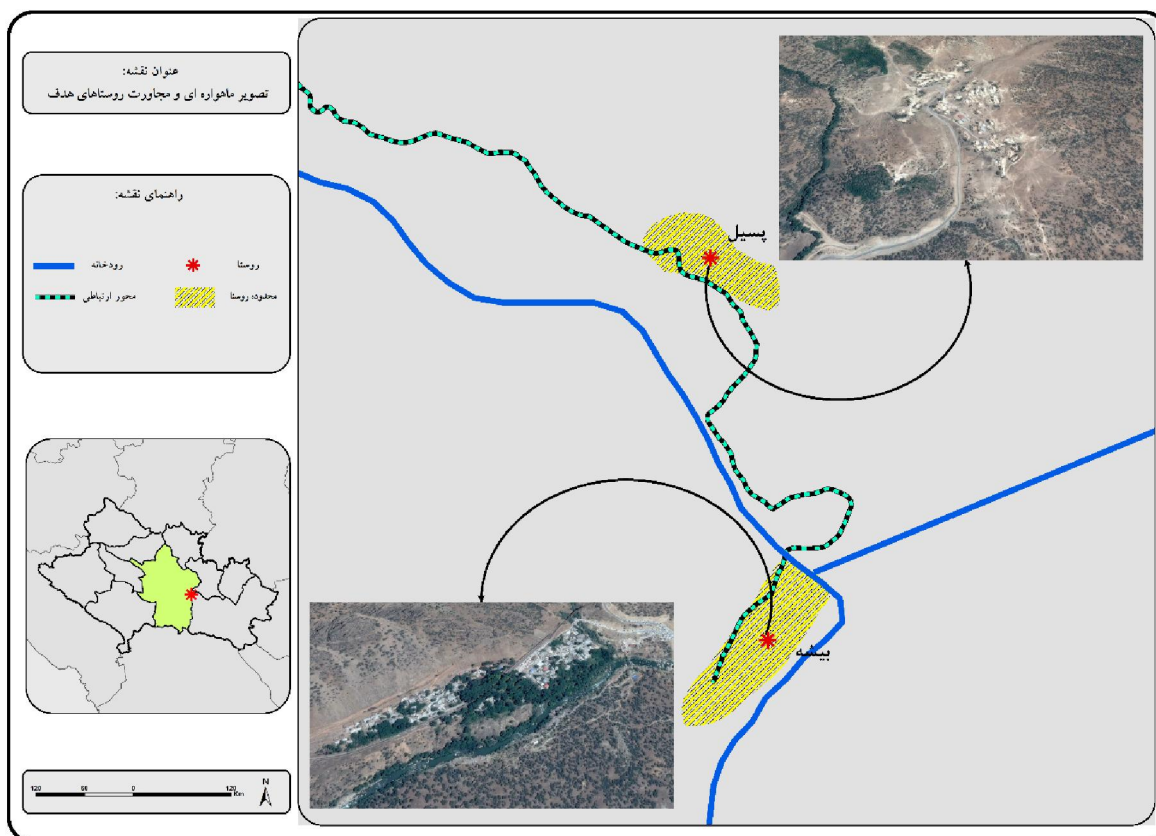 عنوان نقشه:
تصویر ماهواره ای و مجاورت روستاهای هدف
راهنمای نقشه:
روستا
رودخانه
محدوده روستا
محور ارتباطی
پسیل
بیشه
120 60 0 120
Km
N